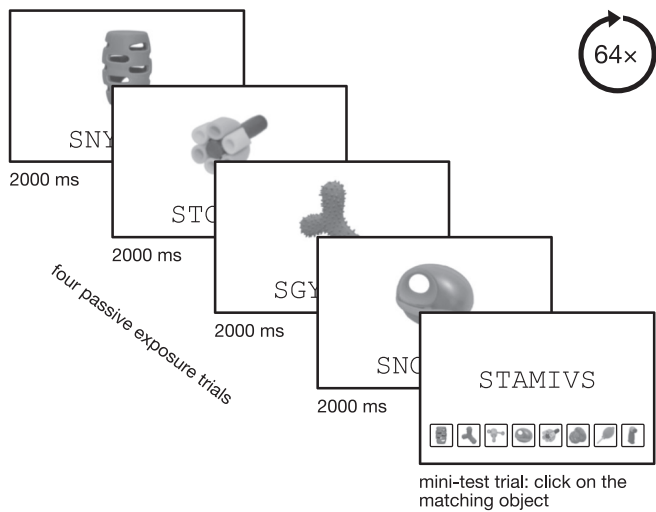 64×
SNY
2000 ms
STO
2000 ms
SGY
2000 ms
SNO
2000 ms
four passive exposure trials
STAMIVS
mini-test trial: click on the
matching object